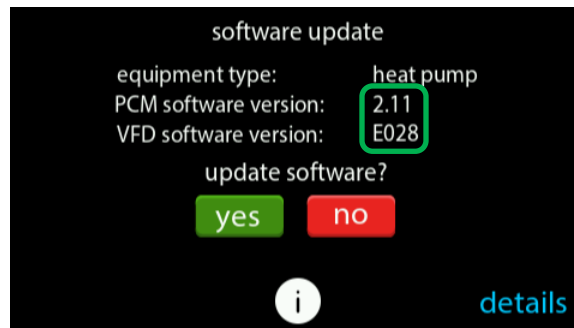 software update
equipment type: heat pump
PCM software version: 2.11
VFD software version: E028
update software?
yes no
i details